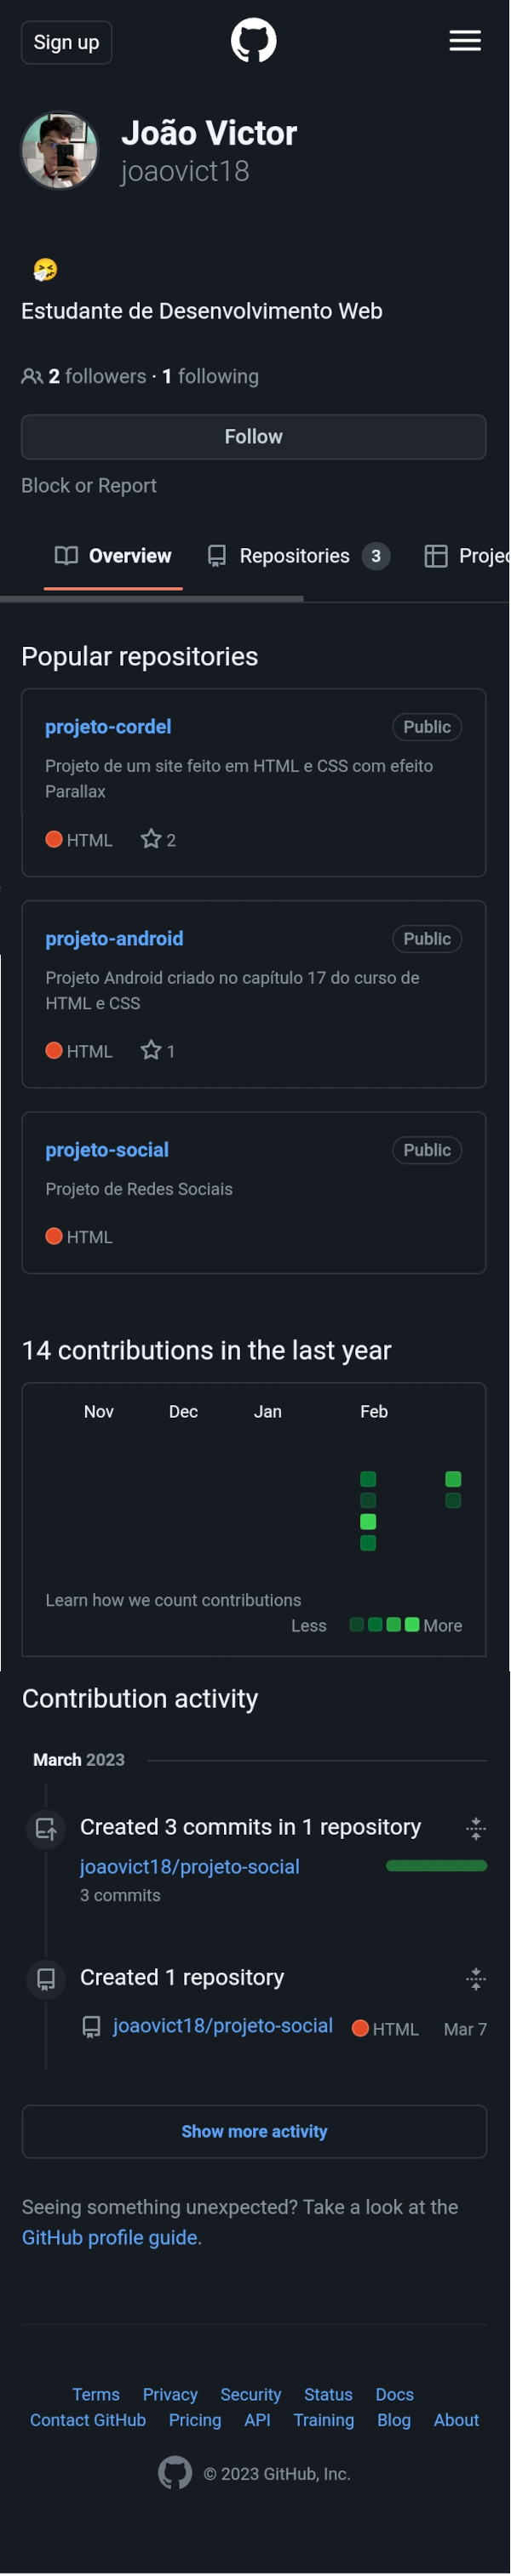 Sign up
João Victor
joaovict18
Estudante de Desenvolvimento Web
2 followers · 1 following
Follow
Block or Report
Overview Repositories 3 Projec
Popular repositories
projeto-cordel Public
Projeto de um site feito em HTML e CSS com efeito
Parallax
HTML 2
projeto-android Public
Projeto Android criado no capítulo 17 do curso de
HTML e CSS
HTML 1
projeto-social Public
Projeto de Redes Sociais
HTML
14 contributions in the last year
Nov Dec Jan Feb
Learn how we count contributions
Less More
Contribution activity
March 2023
Created 3 commits in 1 repository
joaovict18/projeto-social
3 commits
Created 1 repository
joaovict18/projeto-social HTML Mar 7
Show more activity
Seeing something unexpected? Take a look at the
GitHub profile guide.
Terms Privacy Security Status Docs
Contact GitHub Pricing API Training Blog About
© 2023 GitHub, Inc.